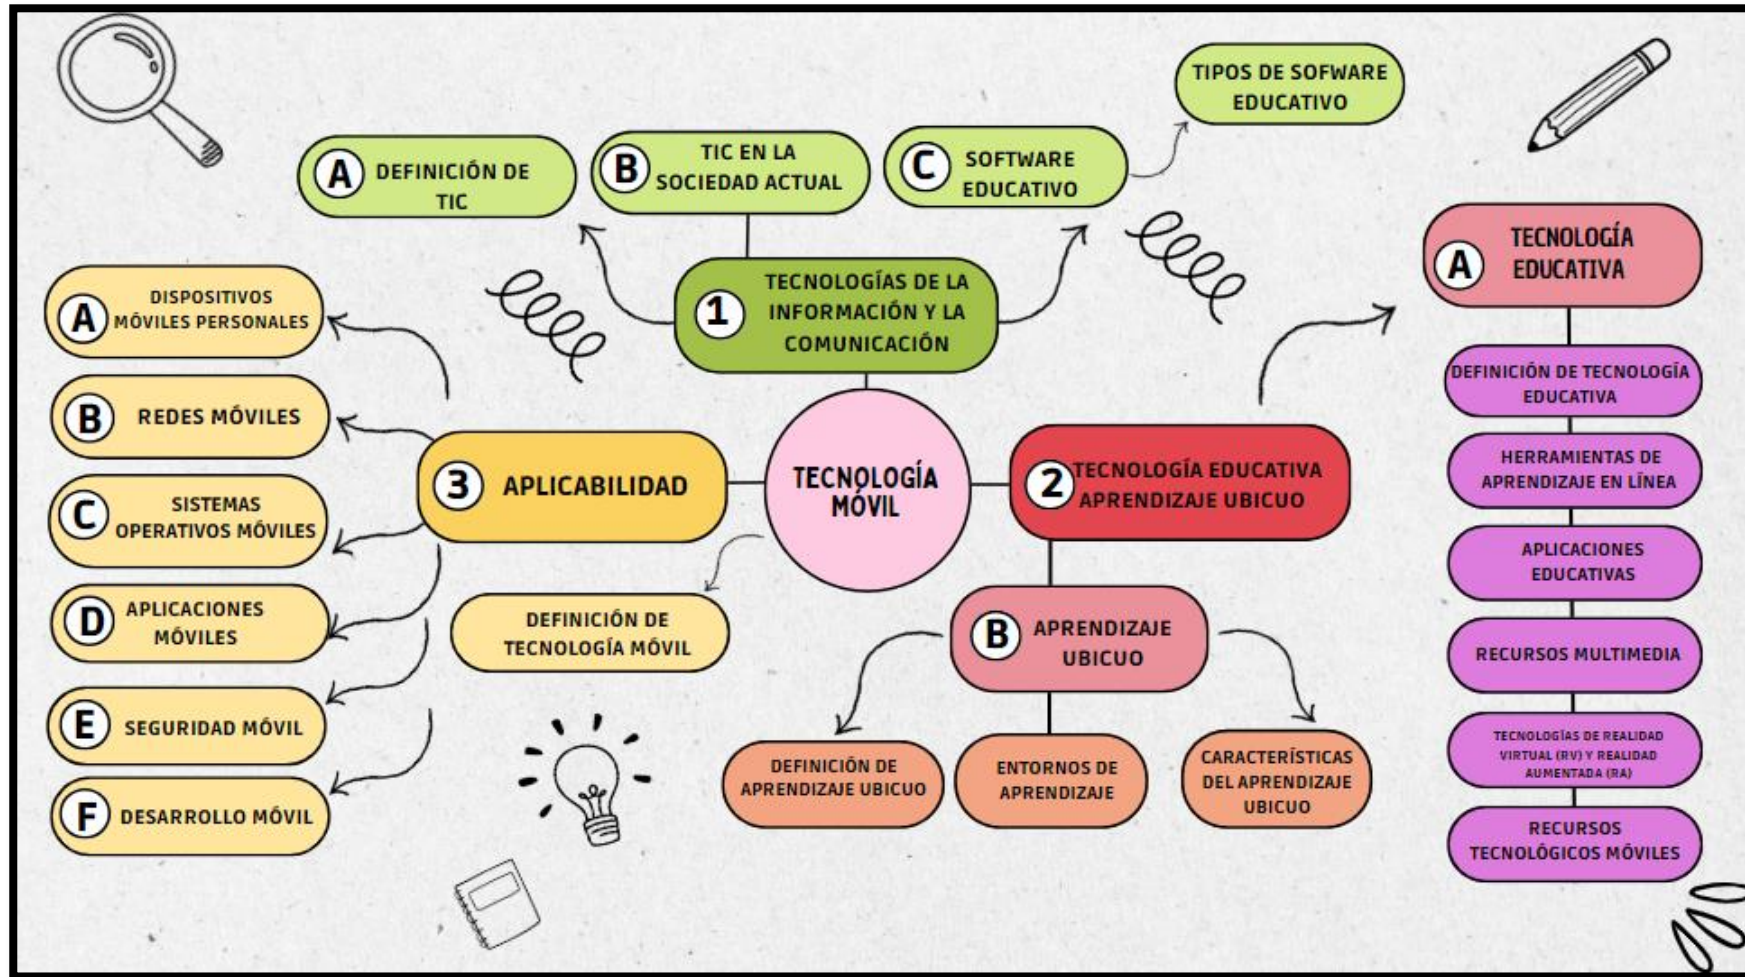 TIPOS DE SOFWARE
EDUCATIVO
A
DEFINICIÓN DE
TIC
B
TIC EN LA
SOCIEDAD ACTUAL
C
SOFTWARE
EDUCATIVO
1
TECNOLOGÍAS DE LA
INFORMACIÓN Y LA
COMUNICACIÓN
TECNOLOGÍA
MÓVIL
3
APLICABILIDAD
A
DISPOSITIVOS
MÓVILES PERSONALES
B
REDES MÓVILES
C
SISTEMAS
OPERATIVOS MÓVILES
D
APLICACIONES
MÓVILES
E
SEGURIDAD MÓVIL
F
DESARROLLO MÓVIL
DEFINICIÓN DE
TECNOLOGÍA MÓVIL
2
TECNOLOGÍA EDUCATIVA
APRENDIZAJE UBICUO
B
APRENDIZAJE
UBICUO
DEFINICIÓN DE
APRENDIZAJE UBICUO
ENTORNOS DE
APRENDIZAJE
CARACTERÍSTICAS
DEL APRENDIZAJE
UBICUO
A
TECNOLOGÍA
EDUCATIVA
DEFINICIÓN DE TECNOLOGÍA
EDUCATIVA
HERRAMIENTAS DE
APRENDIZAJE EN LÍNEA
APLICACIONES
EDUCATIVAS
RECURSOS MULTIMEDIA
TECNOLOGÍAS DE REALIDAD
VIRTUAL (RV) Y REALIDAD
AUMENTADA (RA)
RECURSOS
TECNOLÓGICOS MÓVILES